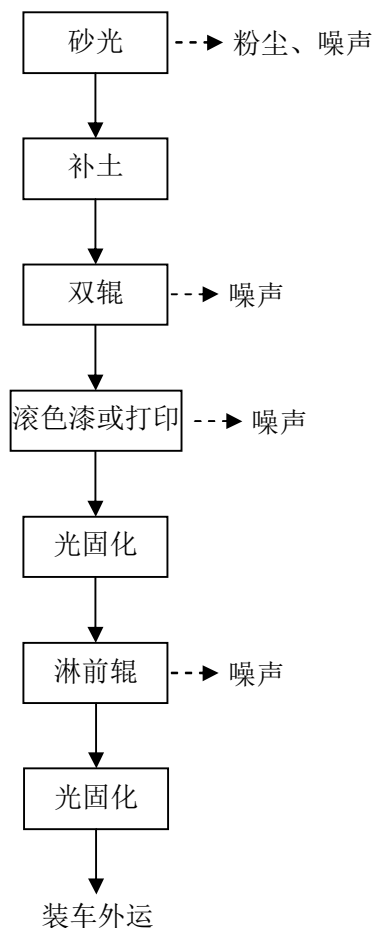 砂光
粉尘、噪声
补土
双辊
噪声
滚色漆或打印
噪声
光固化
淋前辊
噪声
光固化
装车外运